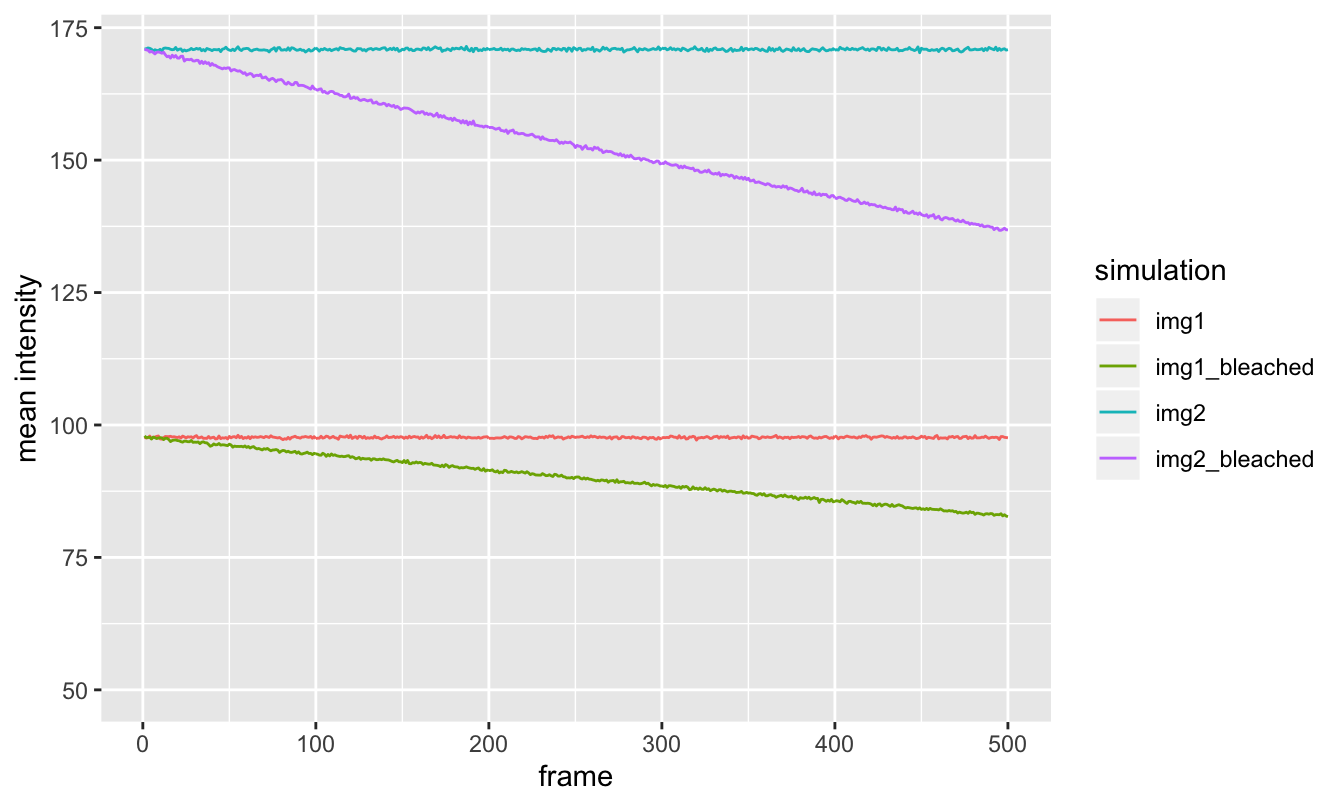 175
150
125
100
75
50
mean intensity
0 100 200 300 400 500
frame
simulation
img1
img1_bleached
img2
img2_bleached